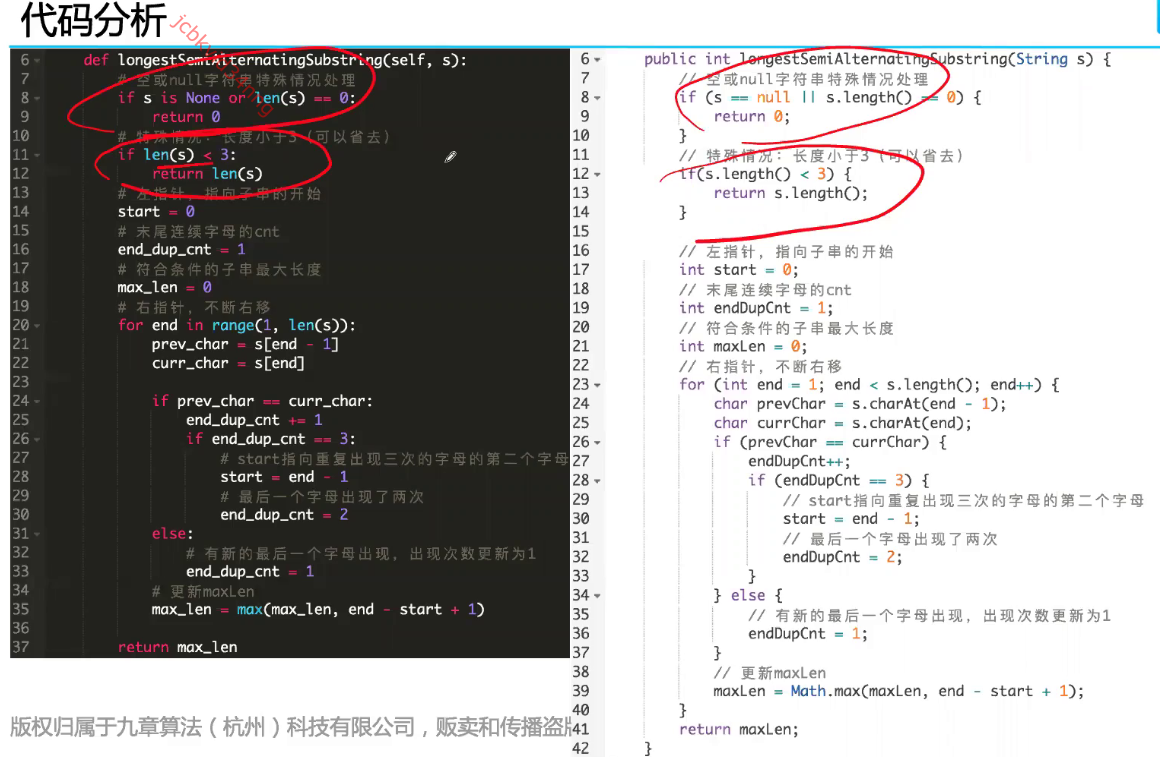 代码分析
6 def longestSemiAlternatingSubstring(self, s):
7 # 空或null字符串特殊情况处理
8 if s is None or len(s) == 0:
9 return 0
10 # 特殊情况：长度小于3（可以省去）
11 if len(s) < 3:
12 return len(s)
13 # 左指针，指向子串的开始
14 start = 0
15 # 末尾连续字母的cnt
16 end_dup_cnt = 1
17 # 符合条件的子串最大长度
18 max_len = 0
19 # 右指针，不断右移
20 for end in range(1, len(s)):
21 prev_char = s[end - 1]
22 curr_char = s[end]
23
24 if prev_char == curr_char:
25 end_dup_cnt += 1
26 if end_dup_cnt == 3:
27 # start指向重复出现三次的字母的第二个字母
28 start = end - 1
29 # 最后一个字母出现了两次
30 end_dup_cnt = 2
31 else:
32 # 有新的最后一个字母出现，出现次数更新为1
33 end_dup_cnt = 1
34 # 更新maxLen
35 max_len = max(max_len, end - start + 1)
36
37 return max_len
6 public int longestSemiAlternatingSubstring(String s) {
7 // 空或null字符串特殊情况处理
8 if (s == null || s.length() == 0) {
9 return 0;
10 }
11 // 特殊情况：长度小于3（可以省去）
12 if(s.length() < 3) {
13 return s.length();
14 }
15
16 // 左指针，指向子串的开始
17 int start = 0;
18 // 末尾连续字母的cnt
19 int endDupCnt = 1;
20 // 符合条件的子串最大长度
21 int maxLen = 0;
22 // 右指针，不断右移
23 for (int end = 1; end < s.length(); end++) {
24 char prevChar = s.charAt(end - 1);
25 char currChar = s.charAt(end);
26 if (prevChar == currChar) {
27 endDupCnt++;
28 if (endDupCnt == 3) {
29 // start指向重复出现三次的字母的第二个字母
30 start = end - 1;
31 // 最后一个字母出现了两次
32 endDupCnt = 2;
33 }
34 } else {
35 // 有新的最后一个字母出现，出现次数更新为1
36 endDupCnt = 1;
37 }
38 // 更新maxLen
39 maxLen = Math.max(maxLen, end - start + 1);
40 }
41 return maxLen;
42 }
版权归属于九章算法（杭州）科技有限公司，贩卖和传播盗版